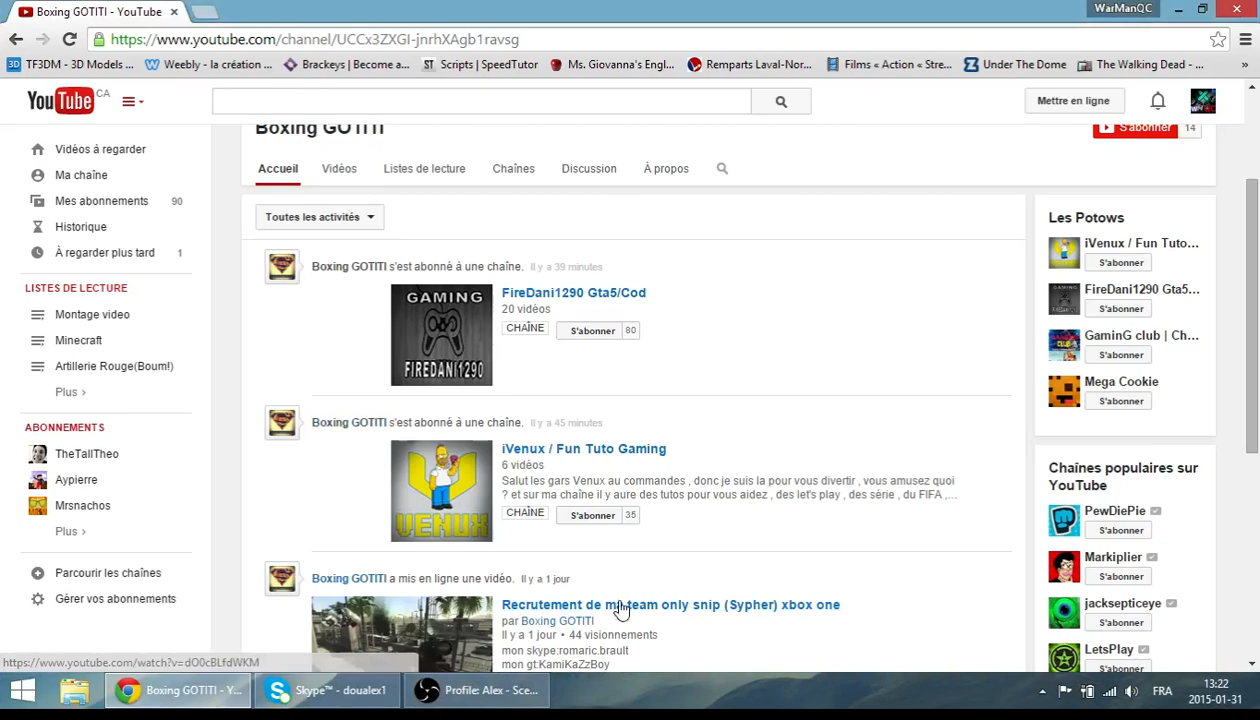 Boxing GOTITI - YouTube
WarManQC
https://www.youtube.com/channel/UCCx3ZXGI-jnrhXAgb1ravsg
TF3DM - 3D Models ... Weebly - la création ... Brackeys | Become a... ST Scripts | SpeedTutor Ms. Giovanna's Engl... Remparts Laval-Nor... Films « Action « Stre... Under The Dome The Walking Dead - ... »
YouTube CA
Mettre en ligne
Boxing GOTITI
S'abonner 14
Accueil Vidéos Listes de lecture Chaînes Discussion À propos
Vidéos à regarder
Ma chaîne
Mes abonnements 90
Historique
À regarder plus tard 1
LISTES DE LECTURE
Montage video
Minecraft
Artillerie Rouge(Boum!)
Plus ›
ABONNEMENTS
TheTallTheo
Aypierre
Mrsnachos
Plus ›
Parcourir les chaînes
Gérer vos abonnements
Toutes les activités
Boxing GOTITI s'est abonné à une chaîne. Il y a 39 minutes
GAMING
FIREDANI1290
FireDani1290 Gta5/Cod
20 vidéos
CHAÎNE S'abonner 80
Boxing GOTITI s'est abonné à une chaîne. Il y a 45 minutes
VENUX
iVenux / Fun Tuto Gaming
6 vidéos
Salut les gars Venux au commandes , donc je suis la pour vous divertir , vous amusez quoi
? et sur ma chaîne il y aure des tutos pour vous aidez , des let's play , des série , du FIFA ,...
CHAÎNE S'abonner 35
Boxing GOTITI a mis en ligne une vidéo. Il y a 1 jour
Recrutement de ma team only snip (Sypher) xbox one
par Boxing GOTITI
Il y a 1 jour • 44 visionnements
mon skype:romaric.brault
mon gt:KamiKaZzBoy
Les Potows
iVenux / Fun Tuto...
S'abonner
FireDani1290 Gta5...
S'abonner
GaminG club | Ch...
S'abonner
Mega Cookie
S'abonner
Chaînes populaires sur
YouTube
PewDiePie
S'abonner
Markiplier
S'abonner
jacksepticeye
S'abonner
LetsPlay
S'abonner
https://www.youtube.com/watch?v=dO0cBLfdWKM
Boxing GOTITI - Y...
Skype™ - doualex1
Profile: Alex - Sce...
FRA
13:22
2015-01-31